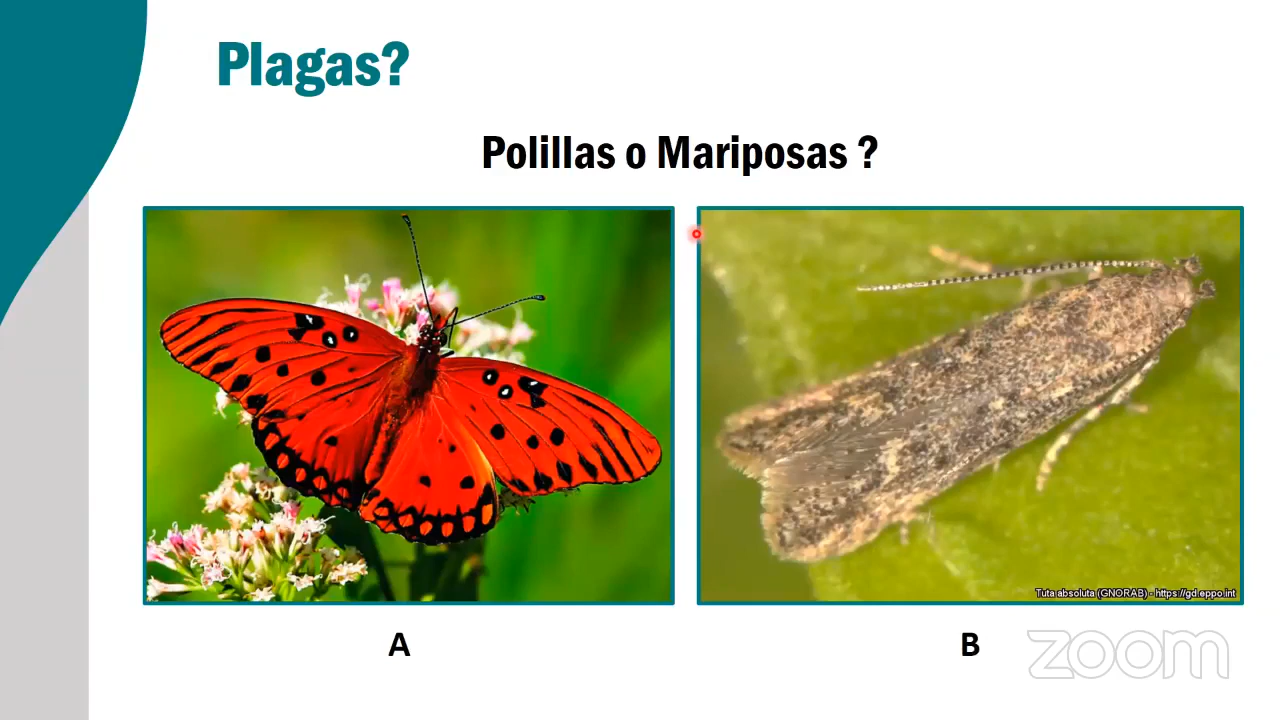 Plagas?
Polillas o Mariposas ?
Tuta absoluta (GNORAB) - https://gd.eppo.int
A
B
zoom